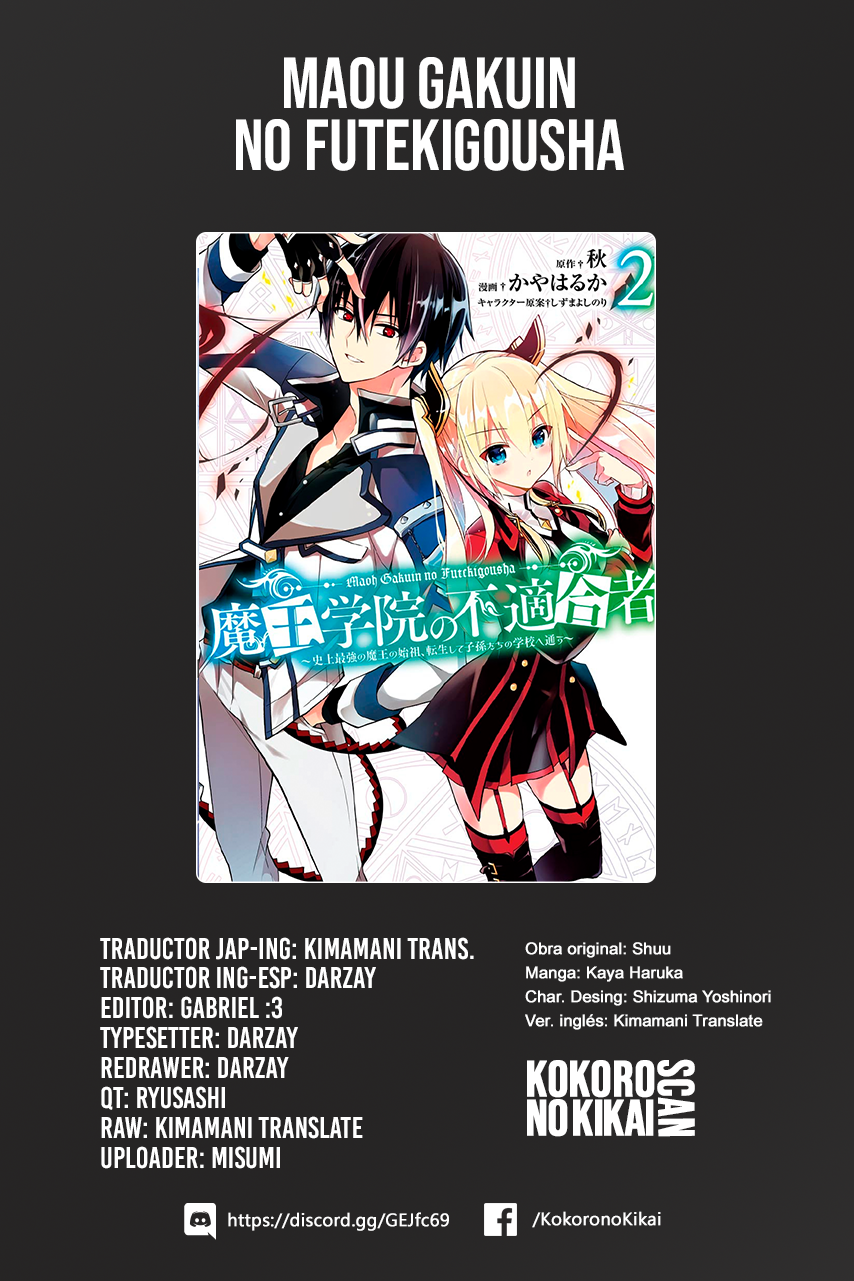 MAOU GAKUIN
NO FUTEKIGOUSHA
原作✝秋
漫画✝かやはるか
キャラクター原案✝しずまよしのり
2
Maoh Gakuin no Futekigousha
魔王学院の不適合者
～史上最強の魔王の始祖、転生して子孫たちの学校へ通う～
TRADUCTOR JAP-ING: KIMAMANI TRANS.
TRADUCTOR ING-ESP: DARZAY
EDITOR: GABRIEL :3
TYPESETTER: DARZAY
REDRAWER: DARZAY
QT: RYUSASHI
RAW: KIMAMANI TRANSLATE
UPLOADER: MISUMI
Obra original: Shuu
Manga: Kaya Haruka
Char. Desing: Shizuma Yoshinori
Ver. inglés: Kimamani Translate
KOKORO
NO KIKAI
SCAN
https://discord.gg/GEJfc69
/KokoronoKikai